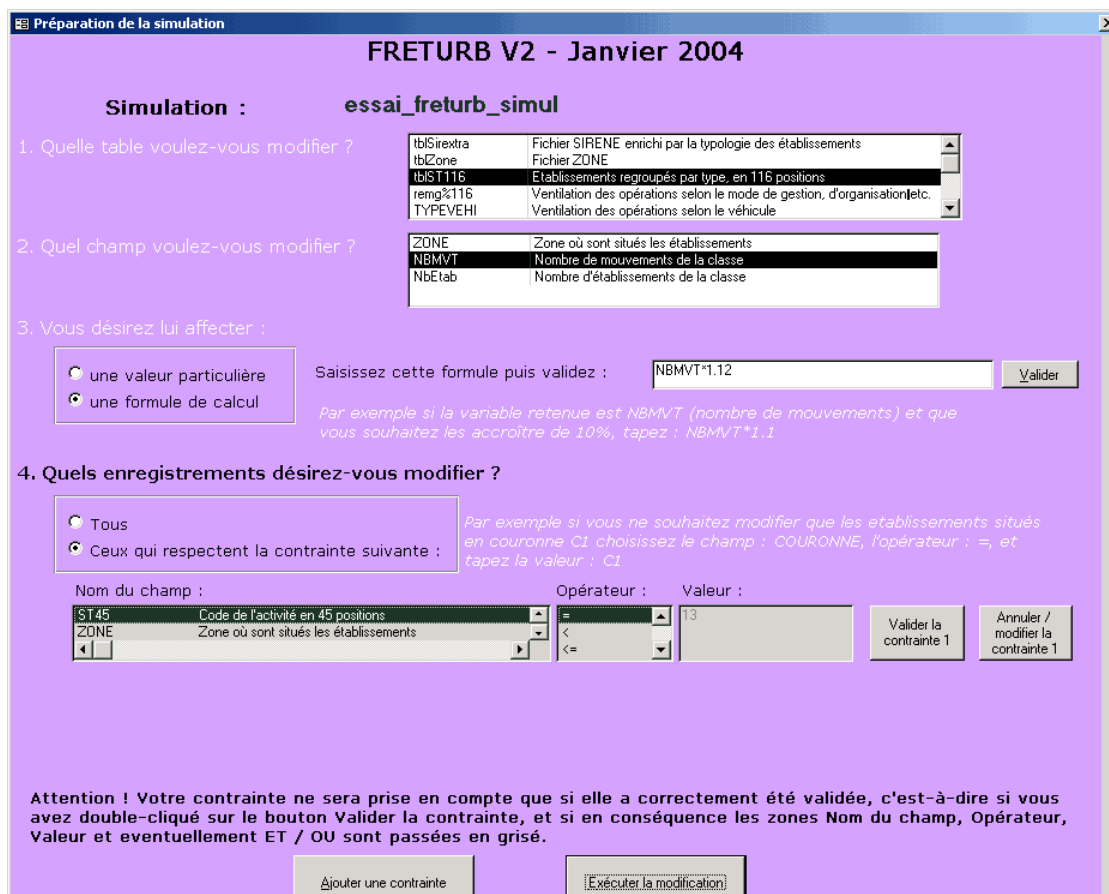 Préparation de la simulation
FRETURB V2 - Janvier 2004
Simulation : essai_freturb_simul
1. Quelle table voulez-vous modifier ?
tblSirextra Fichier SIRENE enrichi par la typologie des établissements
tblZone Fichier ZONE
tblST116 Etablissements regroupés par type, en 116 positions
remg%116 Ventilation des opérations selon le mode de gestion, d'organisation etc.
TYPEVEHI Ventilation des opérations selon le véhicule
2. Quel champ voulez-vous modifier ?
ZONE Zone où sont situés les établissements
NBMVT Nombre de mouvements de la classe
NbEtab Nombre d'établissements de la classe
3. Vous désirez lui affecter :
une valeur particulière
une formule de calcul
Saisissez cette formule puis validez : NBMVT*1.12 Valider
Par exemple si la variable retenue est NBMVT (nombre de mouvements) et que
vous souhaitez les accroître de 10%, tapez : NBMVT*1.1
4. Quels enregistrements désirez-vous modifier ?
Tous
Ceux qui respectent la contrainte suivante :
Par exemple si vous ne souhaitez modifier que les etablissements situés
en couronne C1 choisissez le champ : COURONNE, l'opérateur : =, et
tapez la valeur : C1
Nom du champ : Opérateur : Valeur :
ST45 Code de l'activité en 45 positions = 13
ZONE Zone où sont situés les établissements <
<=
Valider la
contrainte 1
Annuler /
modifier la
contrainte 1
Attention ! Votre contrainte ne sera prise en compte que si elle a correctement été validée, c'est-à-dire si vous
avez double-cliqué sur le bouton Valider la contrainte, et si en conséquence les zones Nom du champ, Opérateur,
Valeur et eventuellement ET / OU sont passées en grisé.
Ajouter une contrainte Exécuter la modification